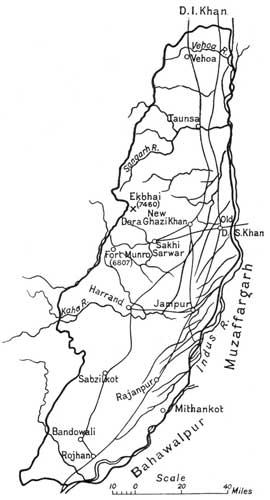 D.I.Khan
Vehoa R.
Vehoa
Taunsa
Sangarh R.
Ekbhai
(7460)
New
Dera Ghazi Khan
Old
D.G.Khan
Sakhi
Sarwar
Fort Munro
(6807)
Harrand
Kaha R.
Jampur
Indus R.
Muzaffargarh
Sabzilkot
Rajanpur
Mithankot
Bandowali
Rojhan
Bahawalpur
Scale
10 0 20 40 Miles